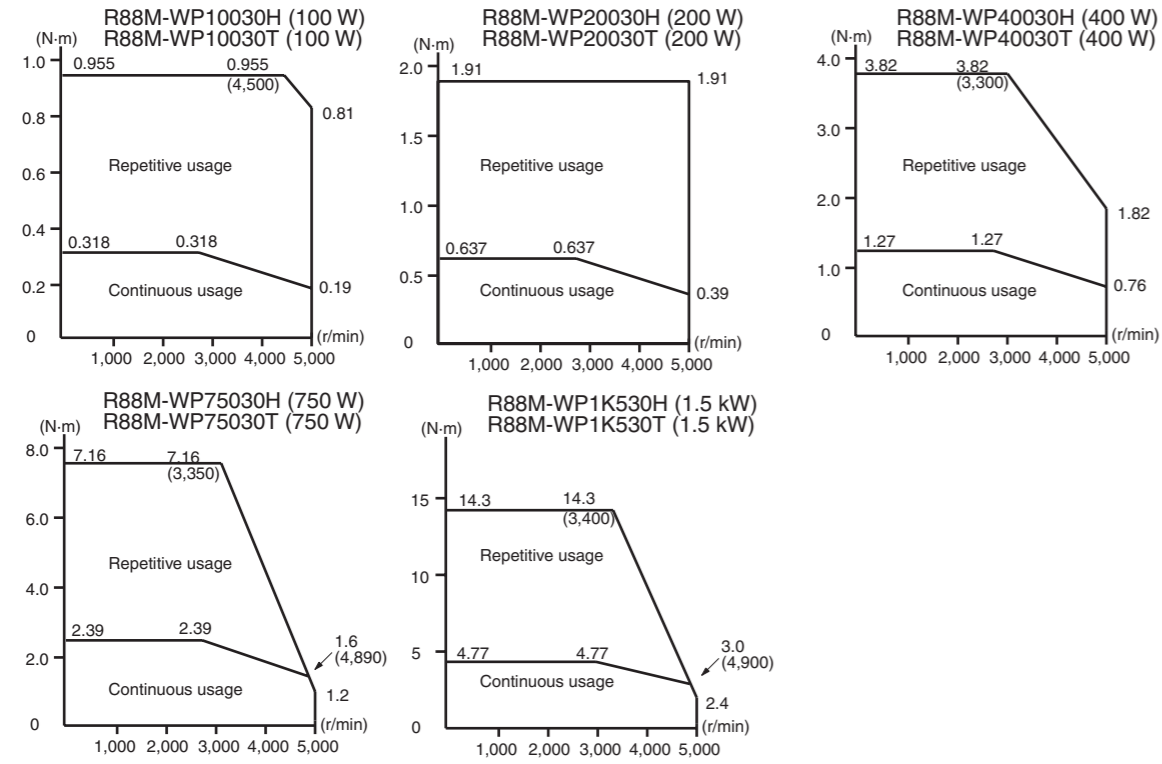 R88M-WP10030H (100 W)
R88M-WP10030T (100 W)
(N·m)
1.0
0.8
0.6
0.4
0.2
0
0.955
0.955
(4,500)
0.81
Repetitive usage
0.318
0.318
0.19
Continuous usage
(r/min)
1,000 2,000 3,000 4,000 5,000
R88M-WP20030H (200 W)
R88M-WP20030T (200 W)
(N·m)
2.0
1.5
1.0
0.5
0
1.91
1.91
Repetitive usage
0.637
0.637
0.39
Continuous usage
(r/min)
1,000 2,000 3,000 4,000 5,000
R88M-WP40030H (400 W)
R88M-WP40030T (400 W)
(N·m)
4.0
3.0
2.0
1.0
0
3.82
3.82
(3,300)
Repetitive usage
1.82
1.27
1.27
0.76
Continuous usage
(r/min)
1,000 2,000 3,000 4,000 5,000
R88M-WP75030H (750 W)
R88M-WP75030T (750 W)
(N·m)
8.0
6.0
4.0
2.0
0
7.16
7.16
(3,350)
Repetitive usage
2.39
2.39
1.6
(4,890)
Continuous usage
1.2
(r/min)
1,000 2,000 3,000 4,000 5,000
R88M-WP1K530H (1.5 kW)
R88M-WP1K530T (1.5 kW)
(N·m)
15
10
5
0
14.3
14.3
(3,400)
Repetitive usage
4.77
4.77
3.0
(4,900)
Continuous usage
2.4
(r/min)
1,000 2,000 3,000 4,000 5,000